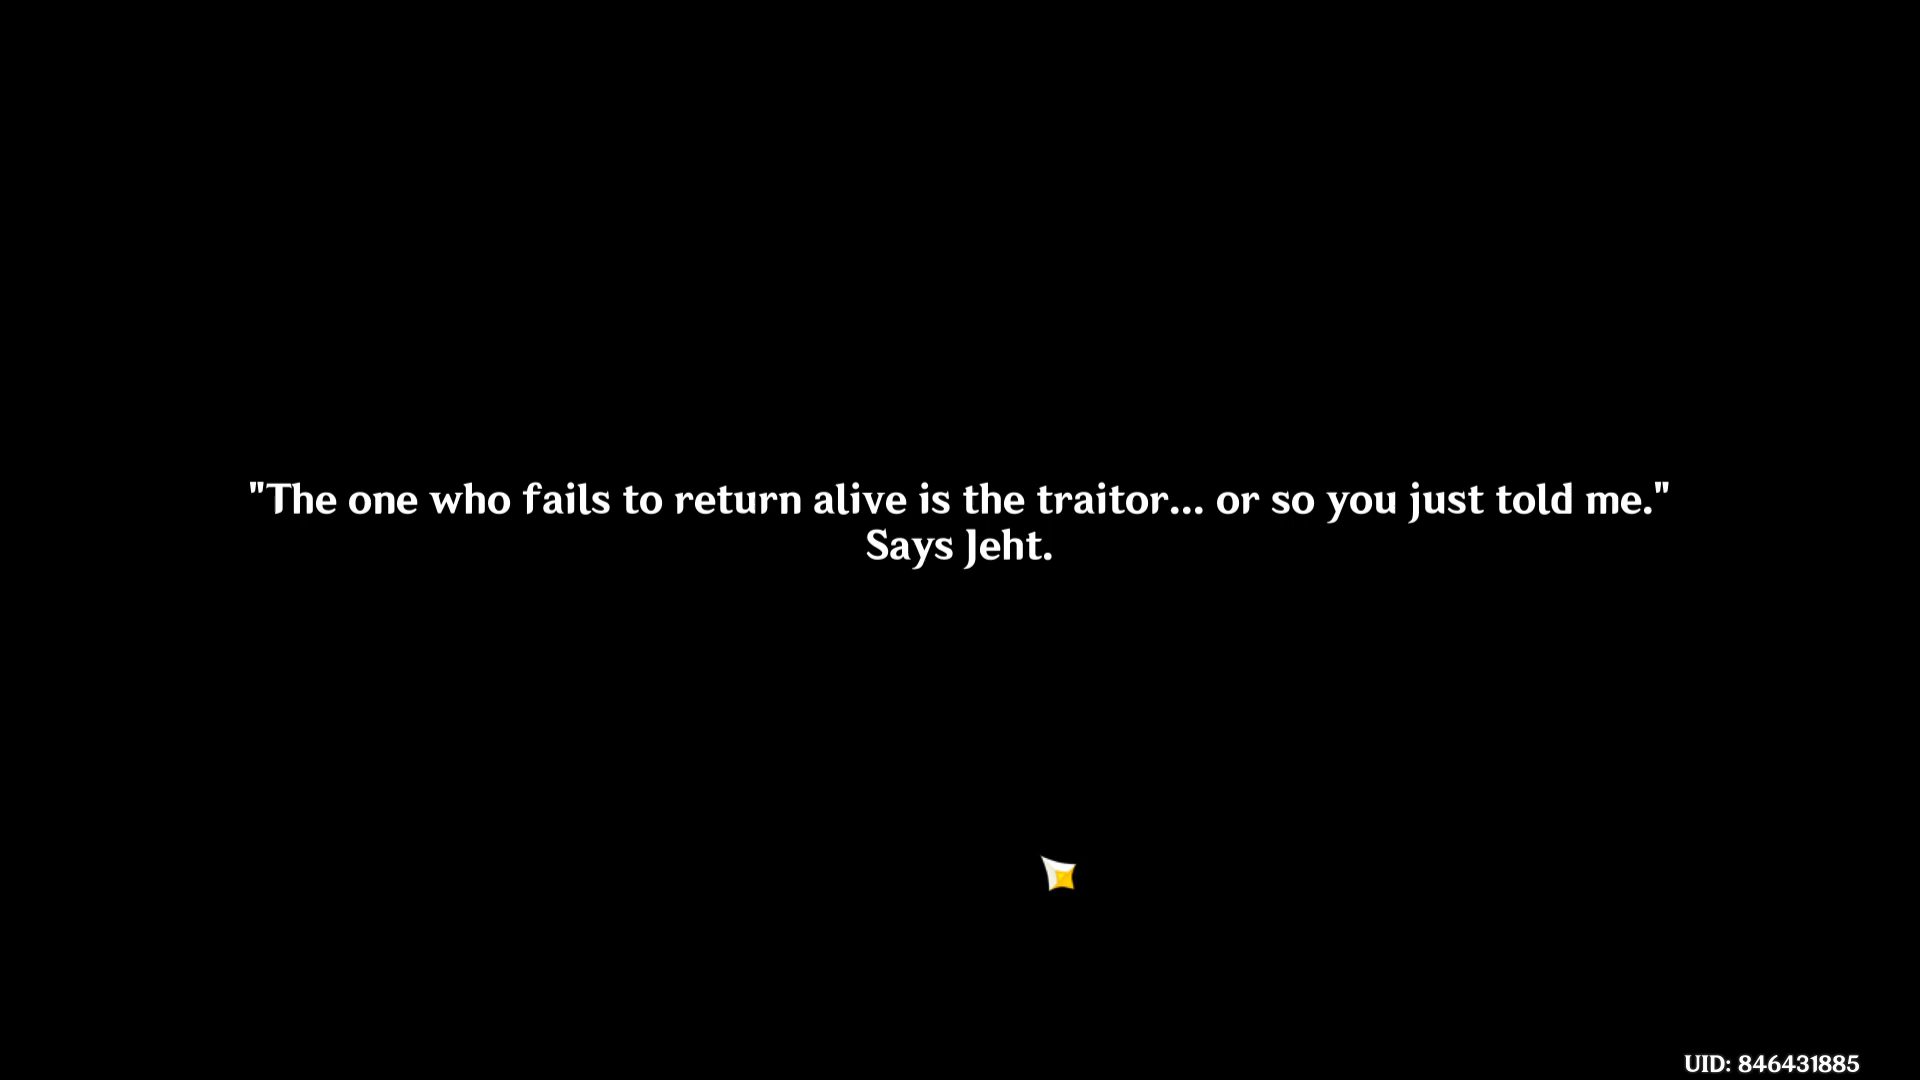 "The one who fails to return alive is the traitor... or so you just told me."
Says Jeht.
UID: 846431885